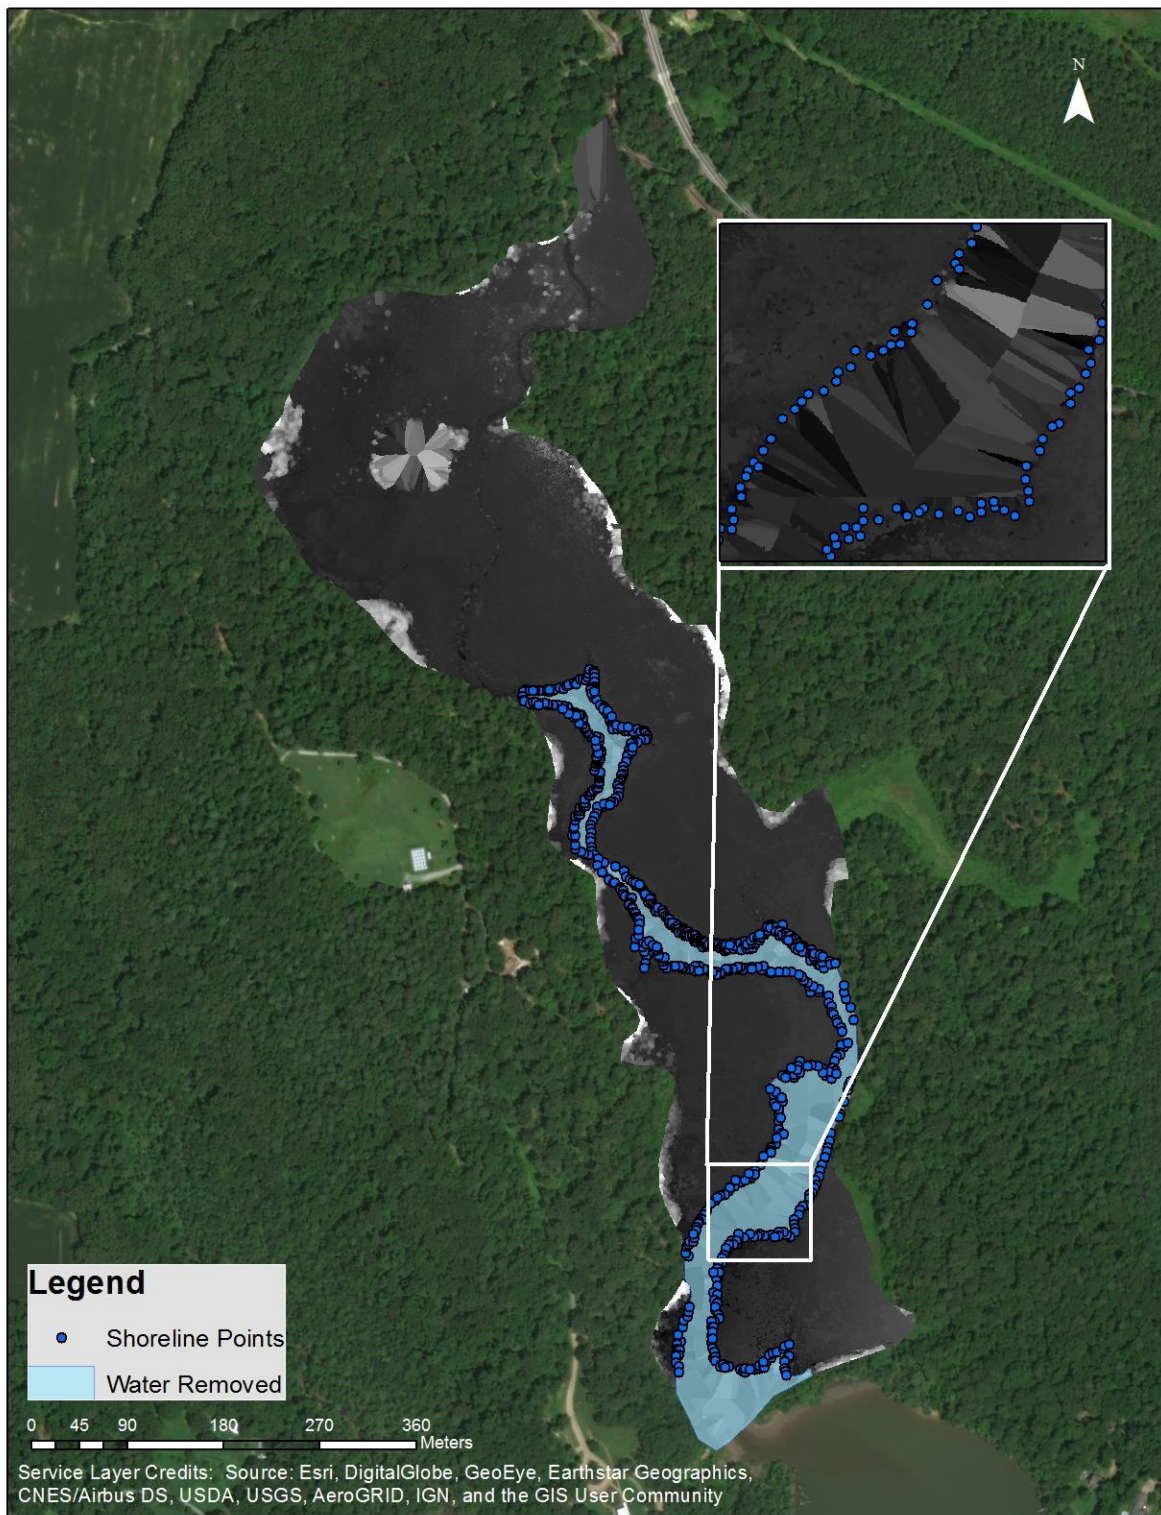 N
Legend
Shoreline Points
Water Removed
0 45 90 180 270 360
Meters
Service Layer Credits: Source: Esri, DigitalGlobe, GeoEye, Earthstar Geographics,
CNES/Airbus DS, USDA, USGS, AeroGRID, IGN, and the GIS User Community